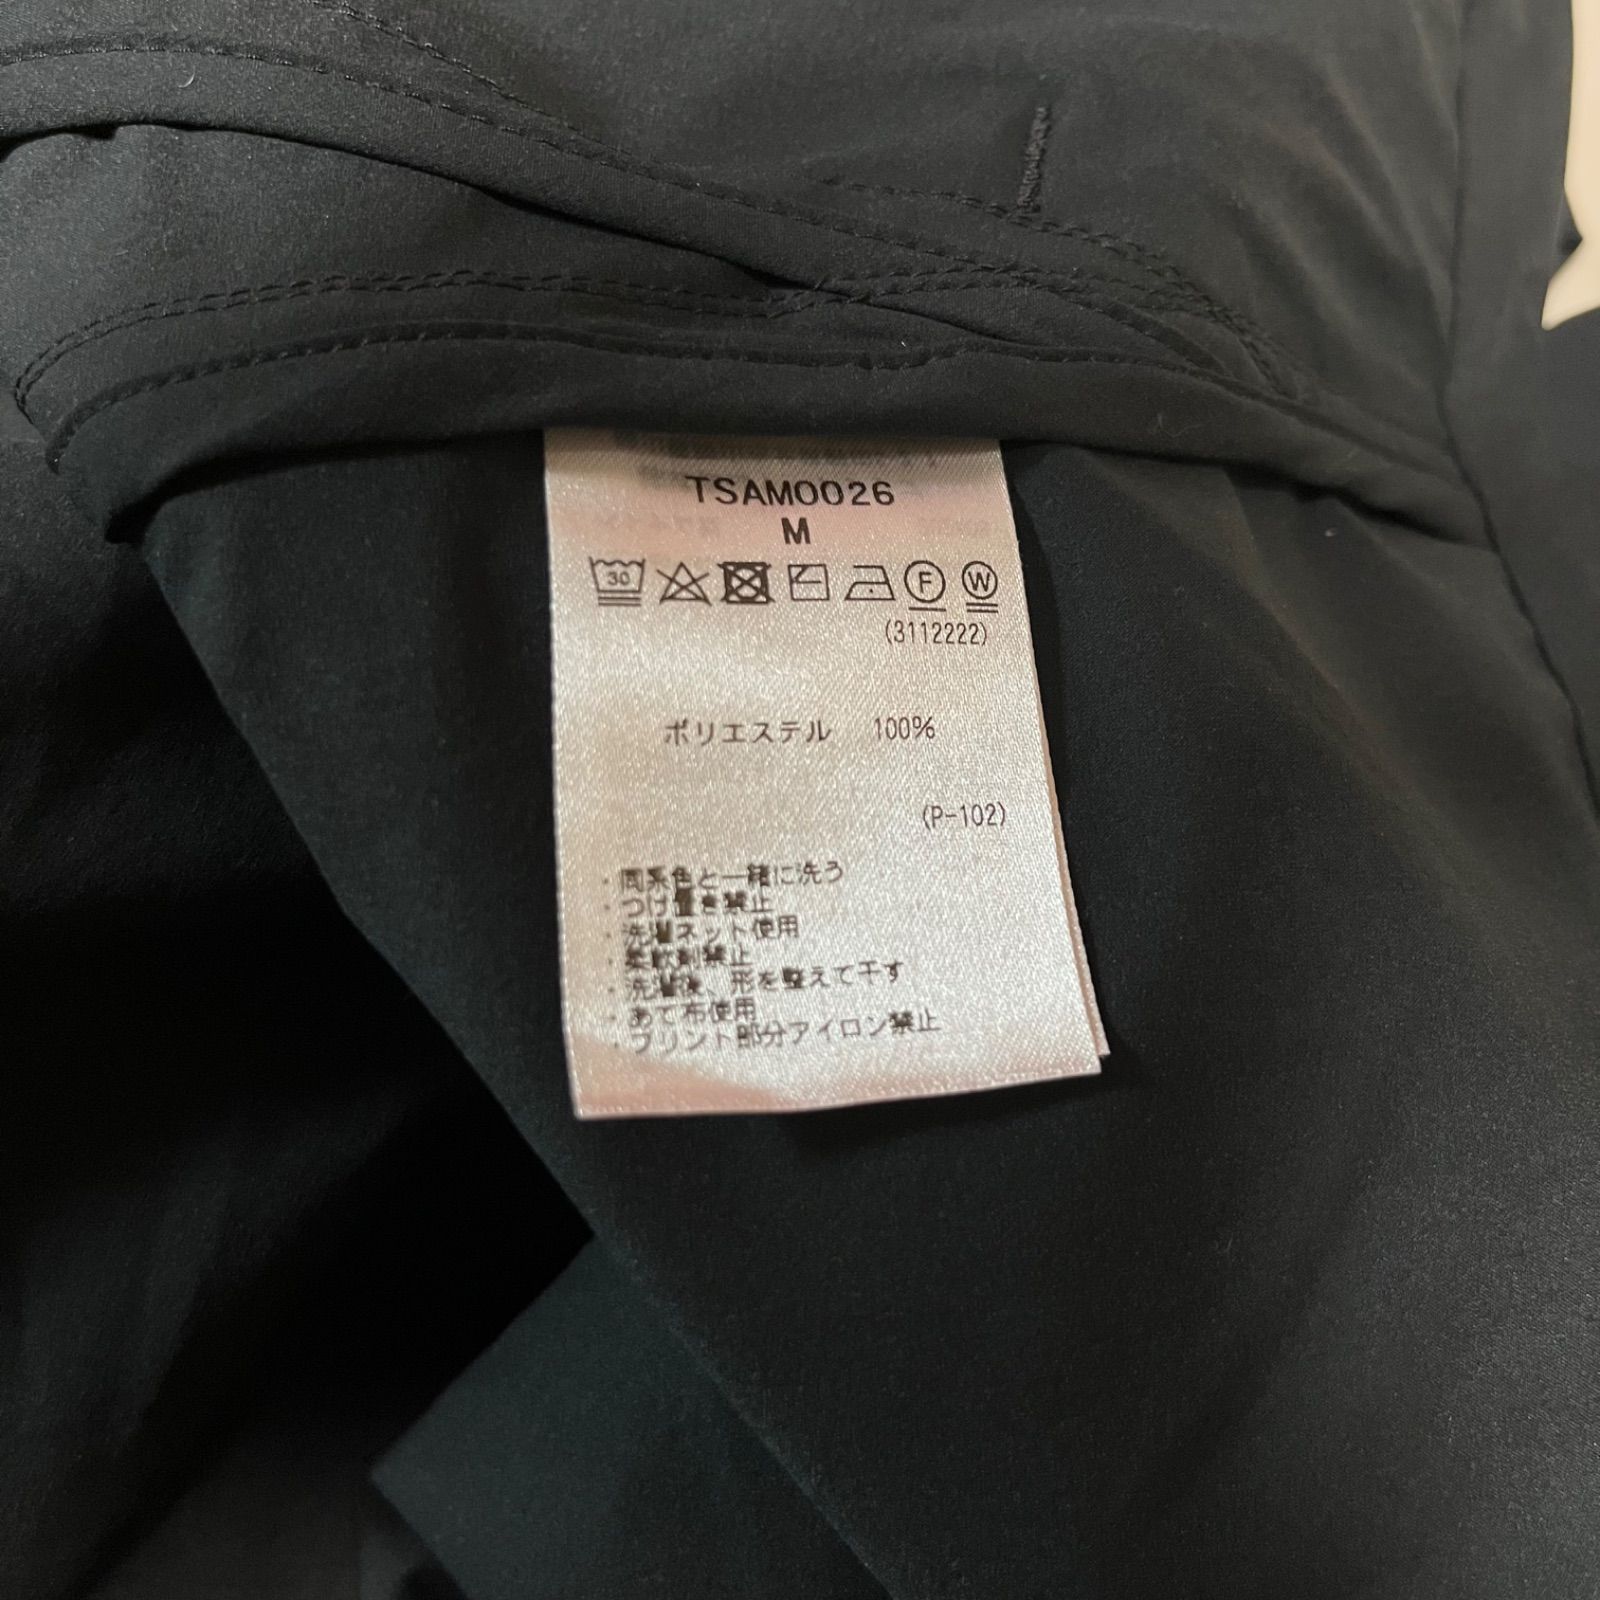 TSAM0026
M
30
F W
(3112222)
ポリエステル 100%
(P-102)
・同系色と一緒に洗う
・つけ置き禁止
・洗濯ネット使用
・柔軟剤禁止
・洗濯後、形を整えて干す
・あて布使用
・プリント部分アイロン禁止